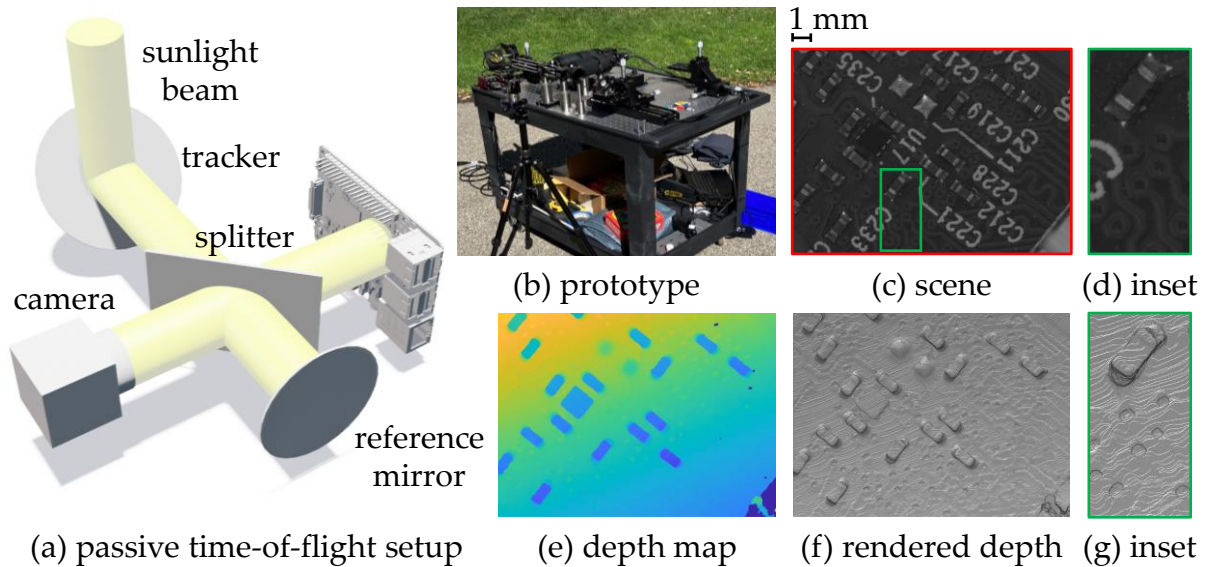 sunlight
beam
tracker
splitter
camera
reference
mirror
(a) passive time-of-flight setup
(b) prototype
1 mm
C235
C217
C219
C211
U17
C228
C212
C221
C233
(c) scene
(d) inset
(e) depth map
(f) rendered depth
(g) inset